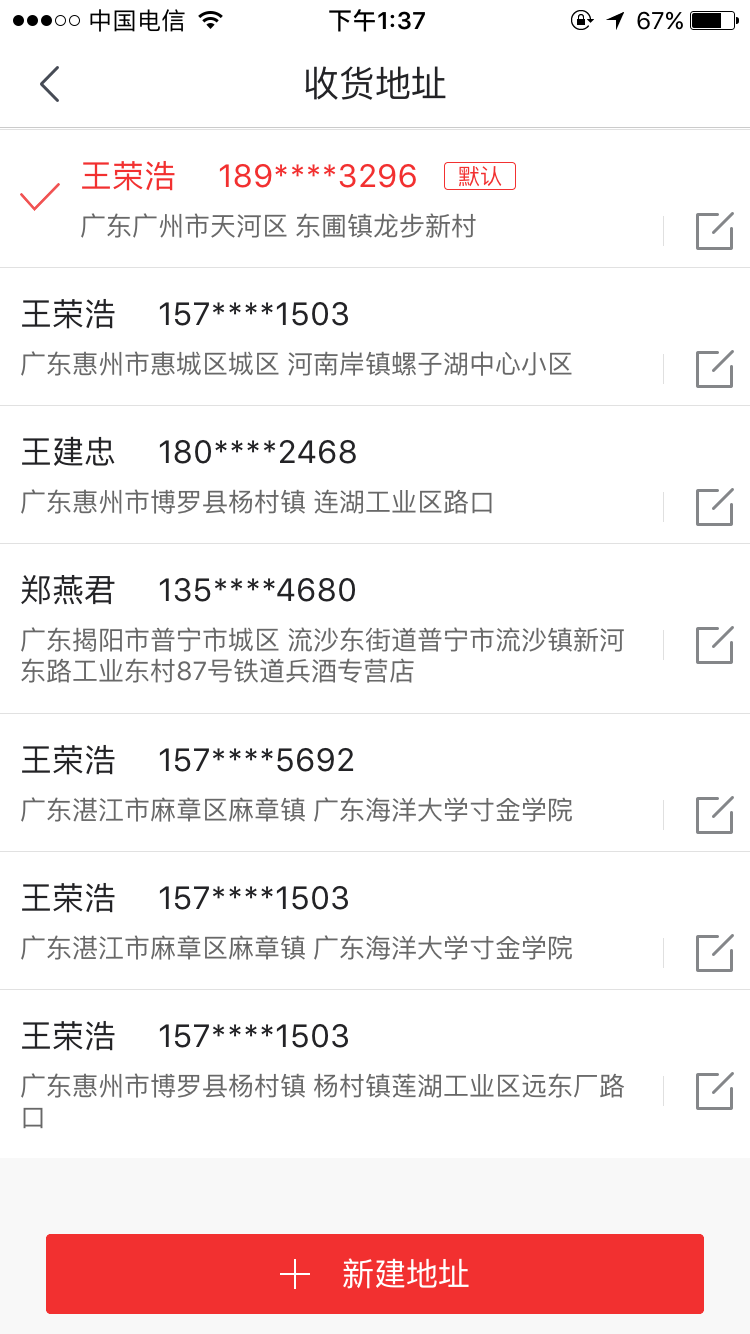 中国电信 下午1:37 67%
收货地址
王荣浩 189****3296 默认
广东广州市天河区 东圃镇龙步新村
王荣浩 157****1503
广东惠州市惠城区城区 河南岸镇螺子湖中心小区
王建忠 180****2468
广东惠州市博罗县杨村镇 连湖工业区路口
郑燕君 135****4680
广东揭阳市普宁市城区 流沙东街道普宁市流沙镇新河
东路工业东村87号铁道兵酒专营店
王荣浩 157****5692
广东湛江市麻章区麻章镇 广东海洋大学寸金学院
王荣浩 157****1503
广东湛江市麻章区麻章镇 广东海洋大学寸金学院
王荣浩 157****1503
广东惠州市博罗县杨村镇 杨村镇莲湖工业区远东厂路
口
新建地址